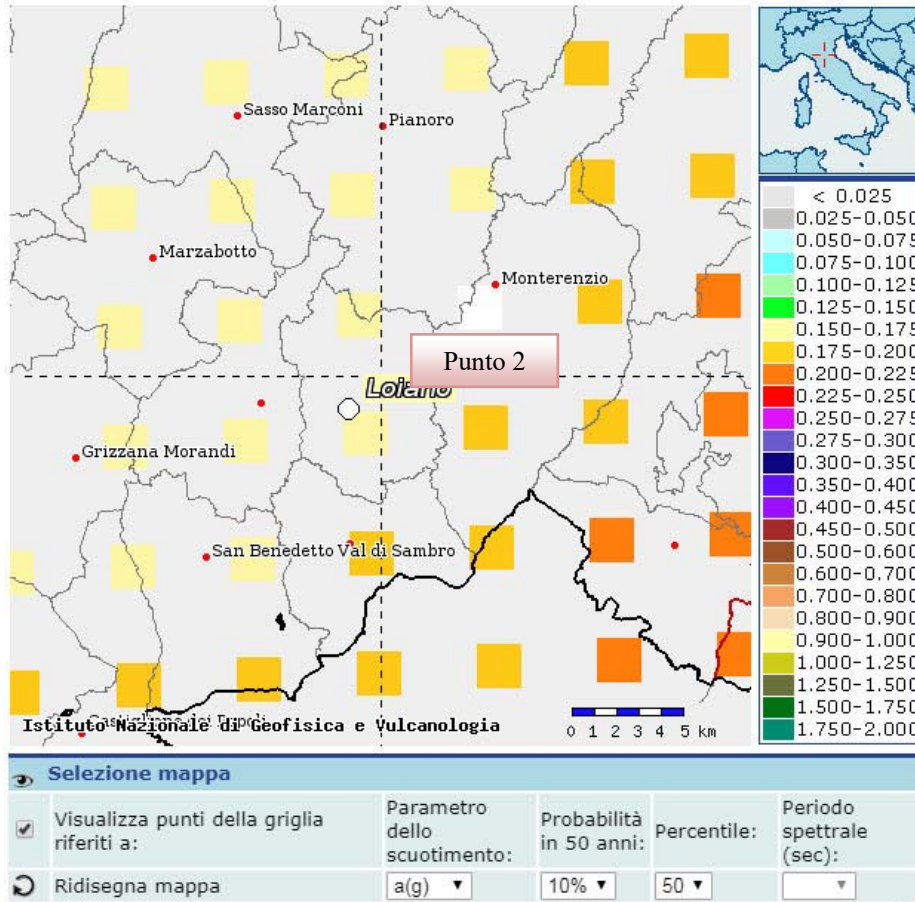 Sasso Marconi
Pianoro
Marzabotto
Monterenzio
Punto 2
Loiano
Grizzana Morandi
San Benedetto Val di Sambro
Istituto Nazionale di Geofisica e Vulcanologia
0 1 2 3 4 5 km
< 0.025
0.025-0.050
0.050-0.075
0.075-0.100
0.100-0.125
0.125-0.150
0.150-0.175
0.175-0.200
0.200-0.225
0.225-0.250
0.250-0.275
0.275-0.300
0.300-0.350
0.350-0.400
0.400-0.450
0.450-0.500
0.500-0.600
0.600-0.700
0.700-0.800
0.800-0.900
0.900-1.000
1.000-1.250
1.250-1.500
1.500-1.750
1.750-2.000
Selezione mappa
Visualizza punti della griglia
riferiti a:
Parametro
dello
scuotimento:
Probabilità
in 50 anni:
Percentile:
Periodo
spettrale
(sec):
Ridisegna mappa
a(g)
10%
50